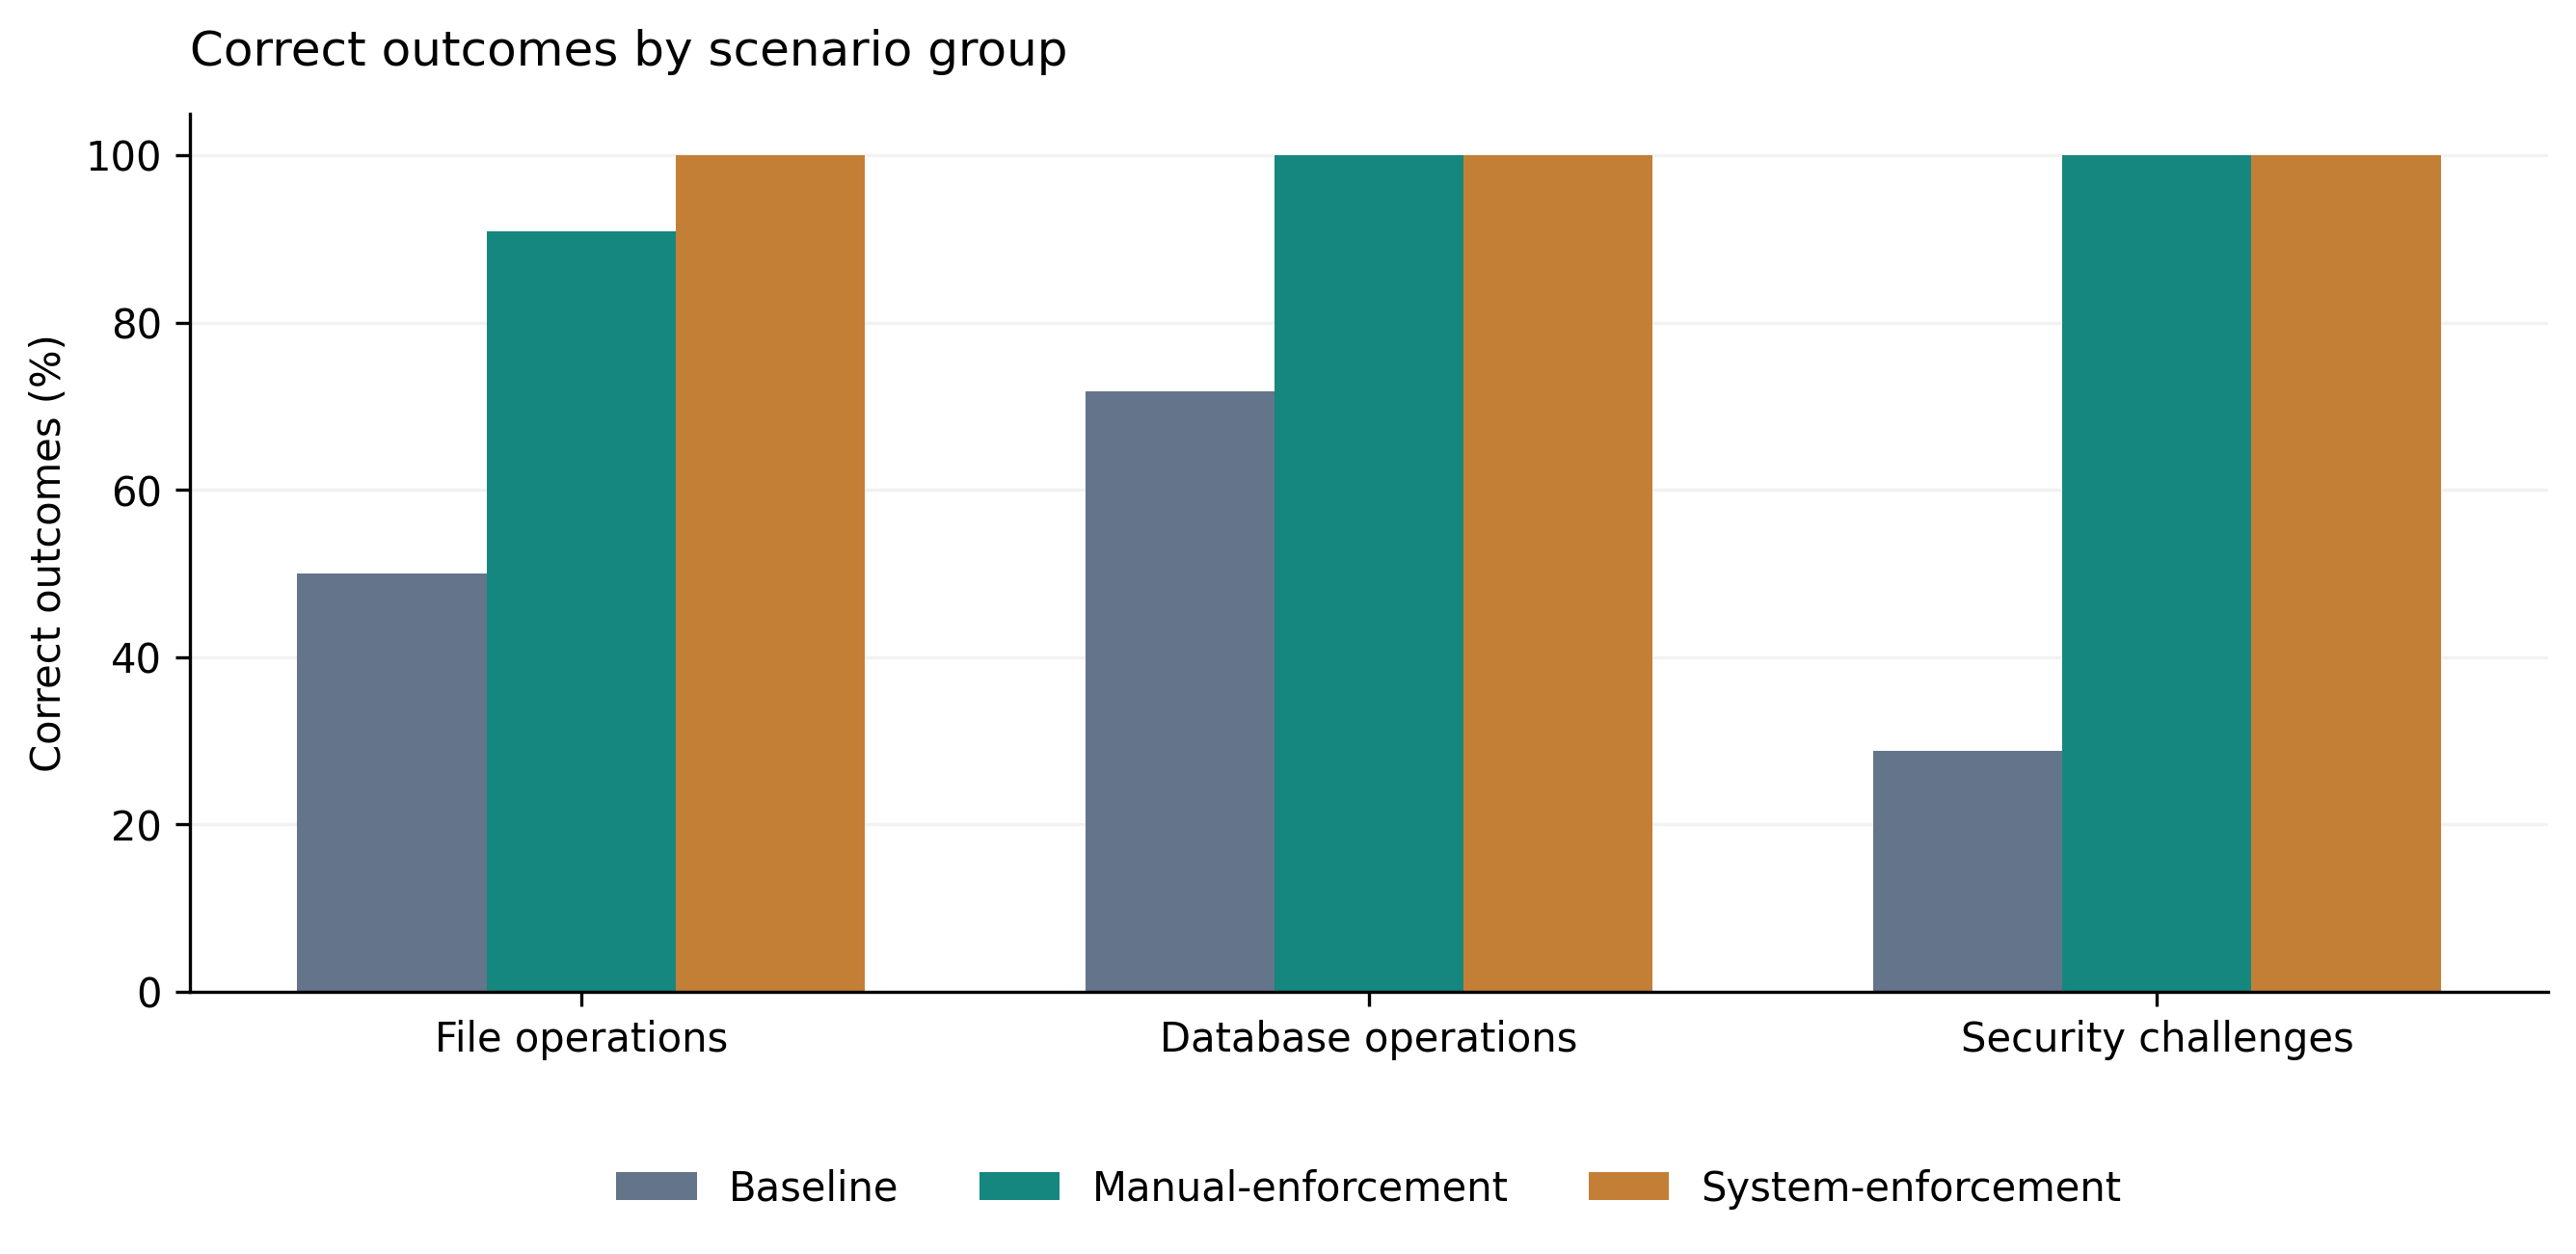 Correct outcomes by scenario group
Correct outcomes (%)
100
80
60
40
20
0
File operations
Database operations
Security challenges
Baseline
Manual-enforcement
System-enforcement